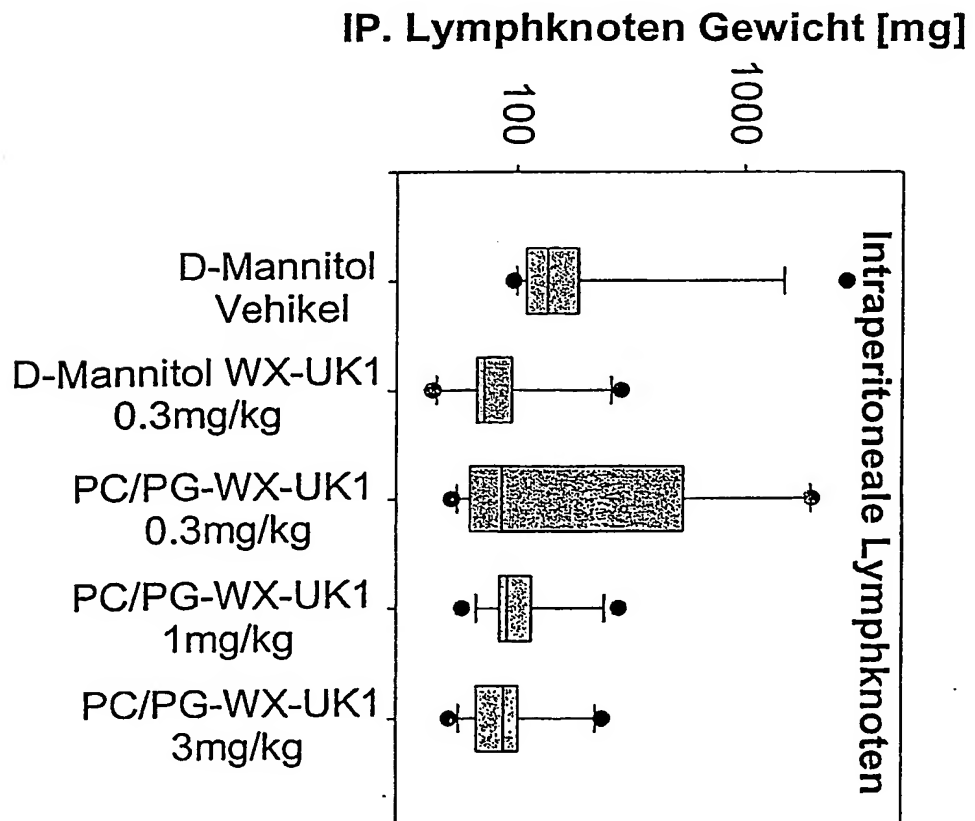 IP. Lymphknoten Gewicht [mg]
100
1000
Intraperitoneale Lymphknoten
D-Mannitol
Vehikel
D-Mannitol WX-UK1
0.3mg/kg
PC/PG-WX-UK1
0.3mg/kg
PC/PG-WX-UK1
1mg/kg
PC/PG-WX-UK1
3mg/kg